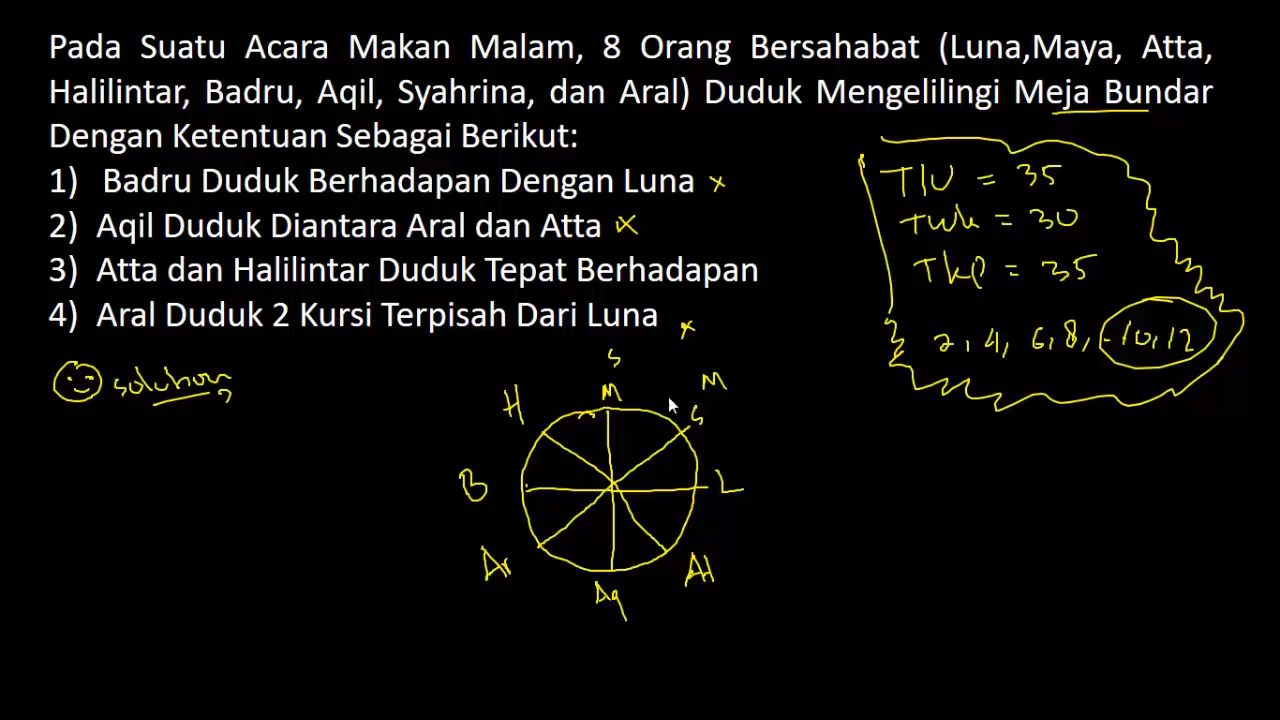 Pada Suatu Acara Makan Malam, 8 Orang Bersahabat (Luna,Maya, Atta,
Halilintar, Badru, Aqil, Syahrina, dan Aral) Duduk Mengelilingi Meja Bundar
Dengan Ketentuan Sebagai Berikut:
1) Badru Duduk Berhadapan Dengan Luna ×
2) Aqil Duduk Diantara Aral dan Atta ×
3) Atta dan Halilintar Duduk Tepat Berhadapan
4) Aral Duduk 2 Kursi Terpisah Dari Luna ×
TIU = 35
TWK = 30
TKP = 35
2, 4, 6, 8, 10, 12
solution
S
M
H
M
S
B
L
Ar
At
Aq